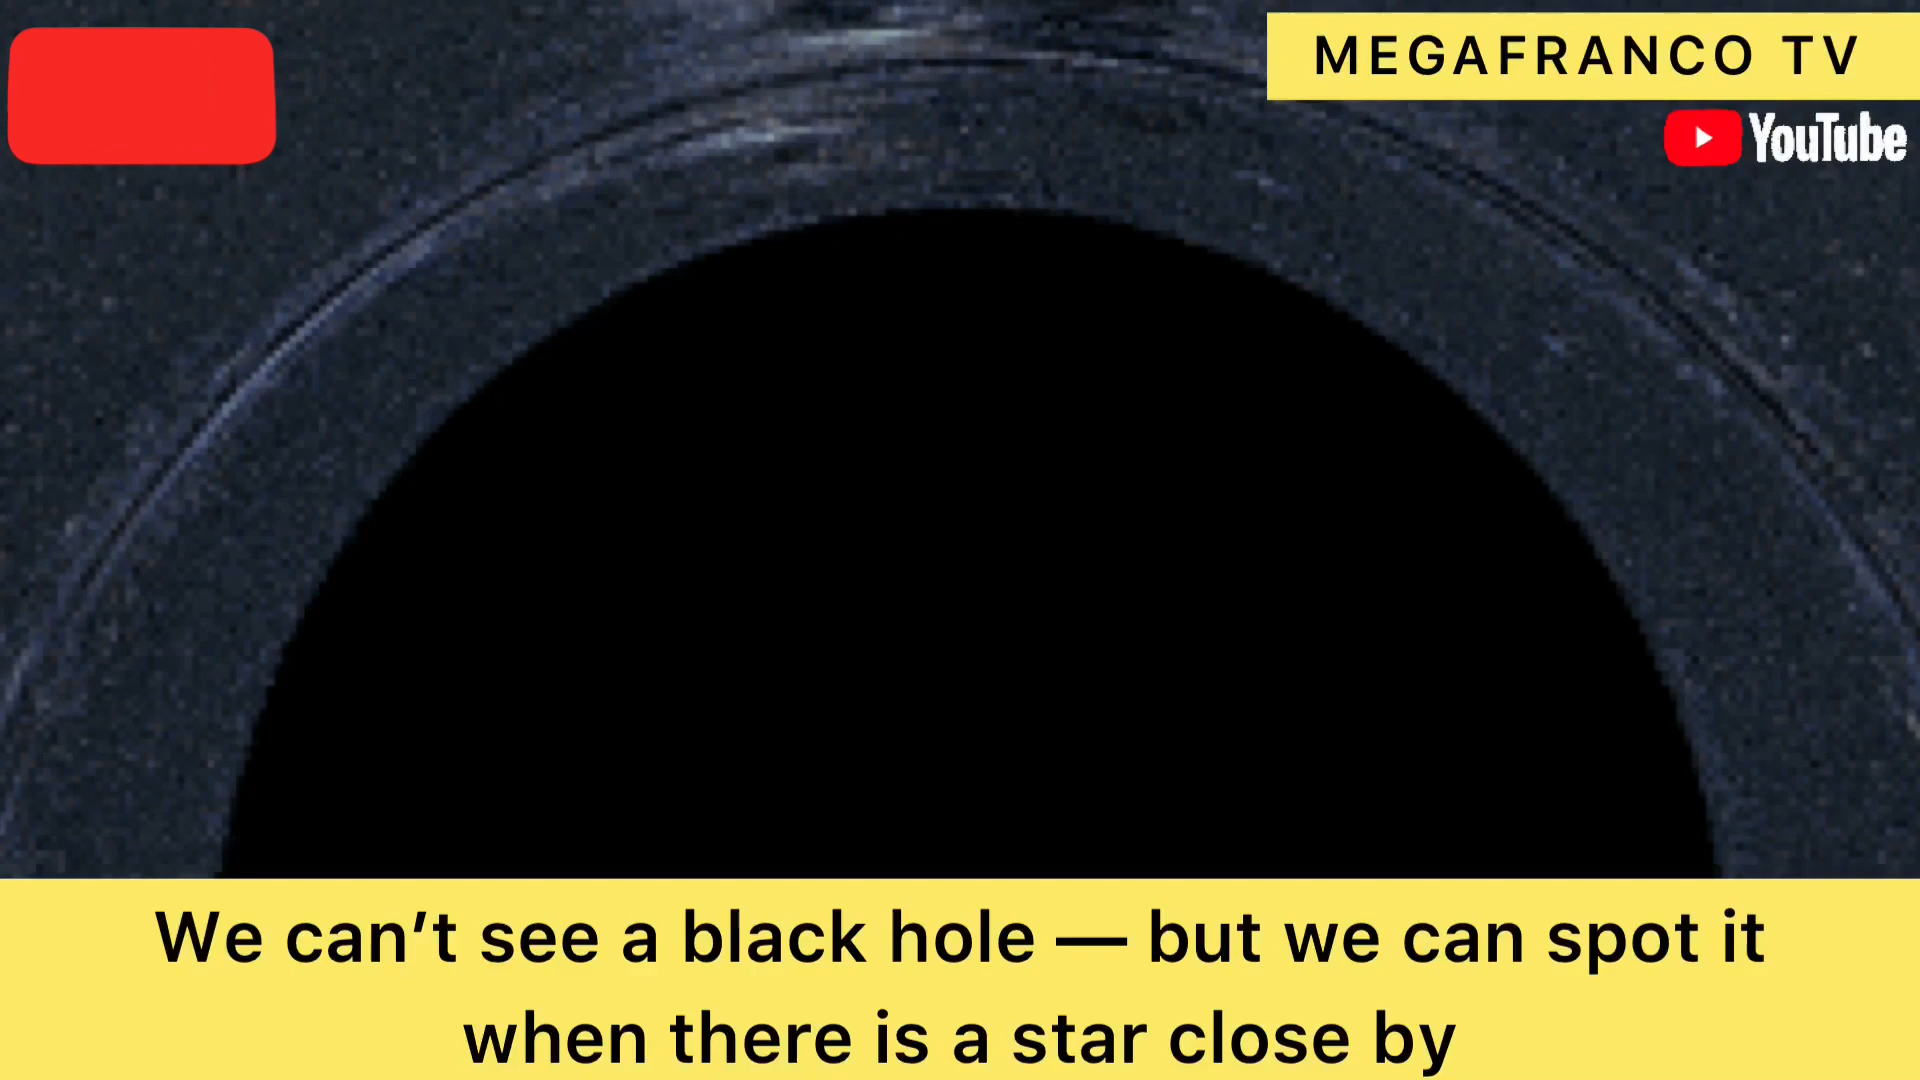 MEGAFRANCO TV
YouTube
We can’t see a black hole — but we can spot it
when there is a star close by